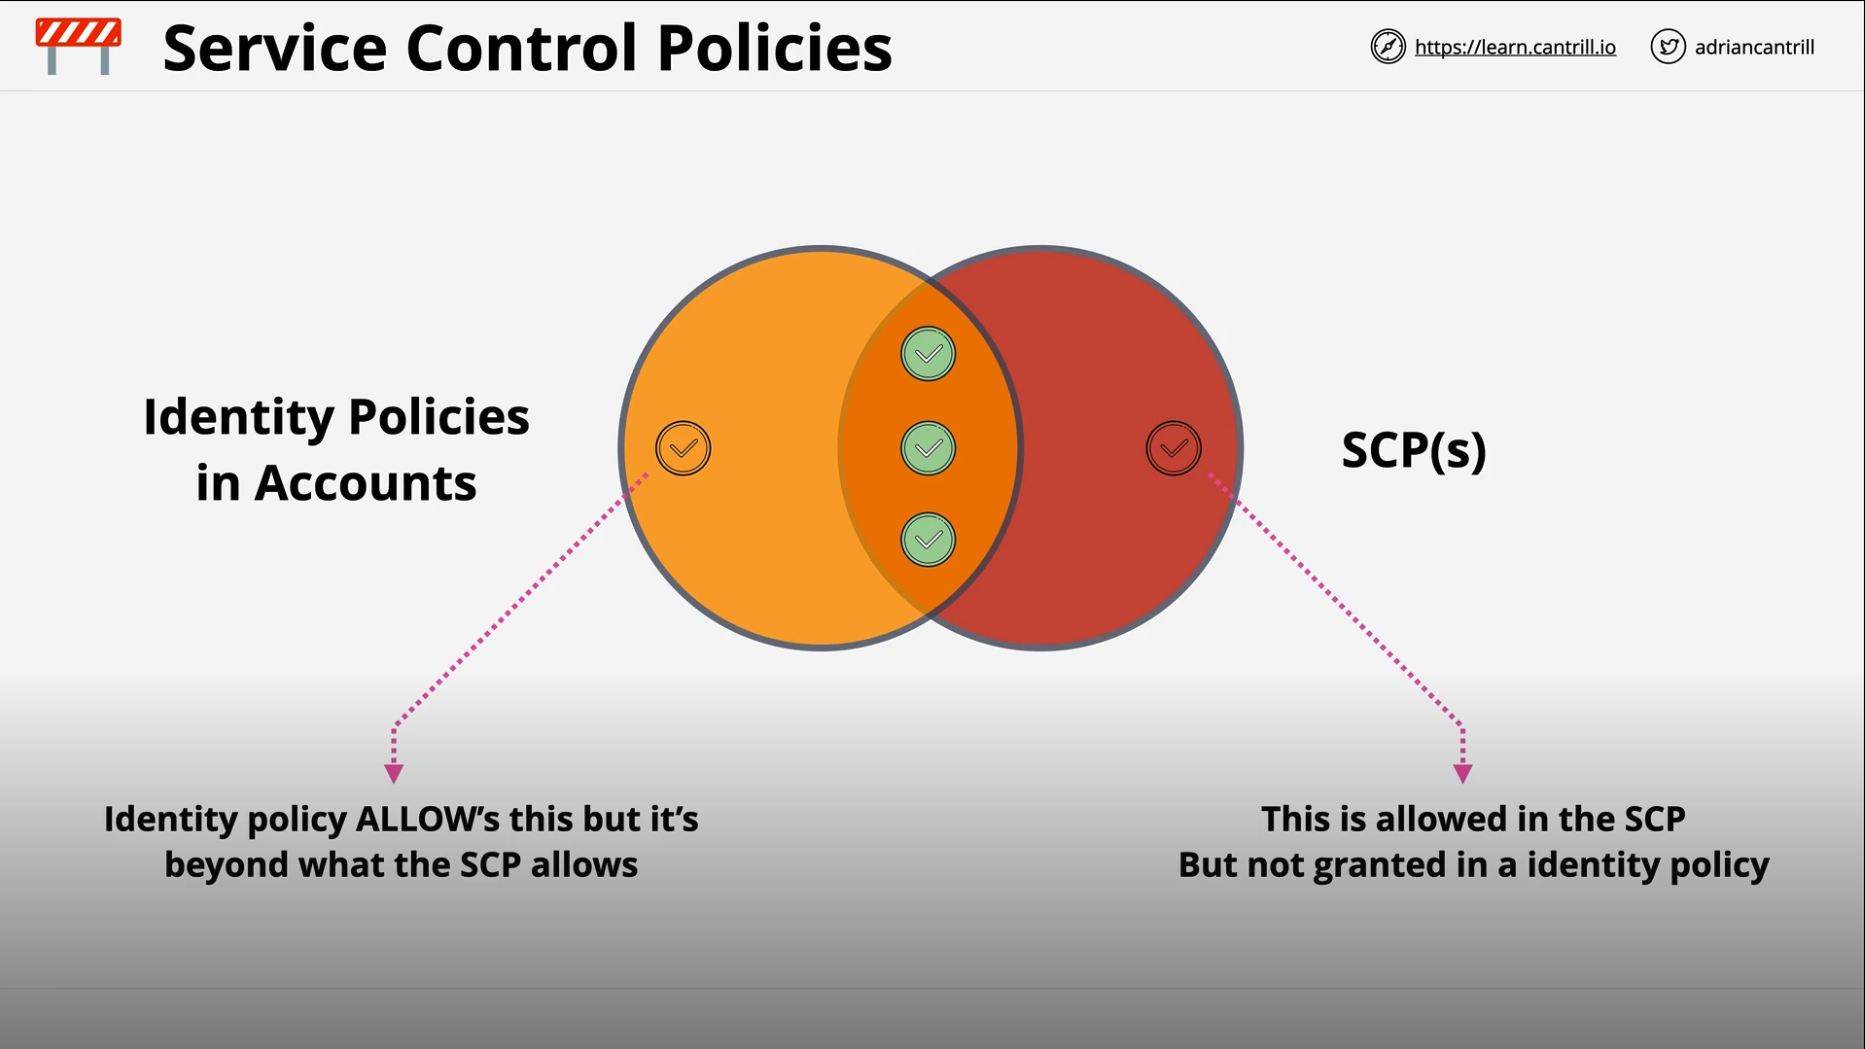 Service Control Policies
https://learn.cantrill.io
adriancantrill
Identity Policies
in Accounts
SCP(s)
Identity policy ALLOW’s this but it’s
beyond what the SCP allows
This is allowed in the SCP
But not granted in a identity policy